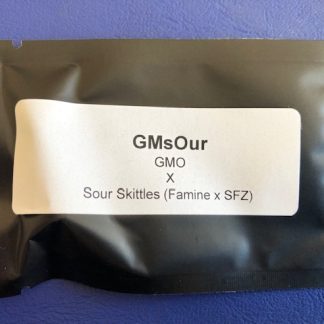 GMsOur
GMO
X
Sour Skittles (Famine x SFZ)